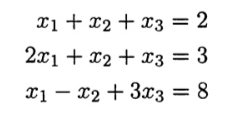 x₁ + x₂ + x₃ = 2
2x₁ + x₂ + x₃ = 3
x₁ − x₂ + 3x₃ = 8